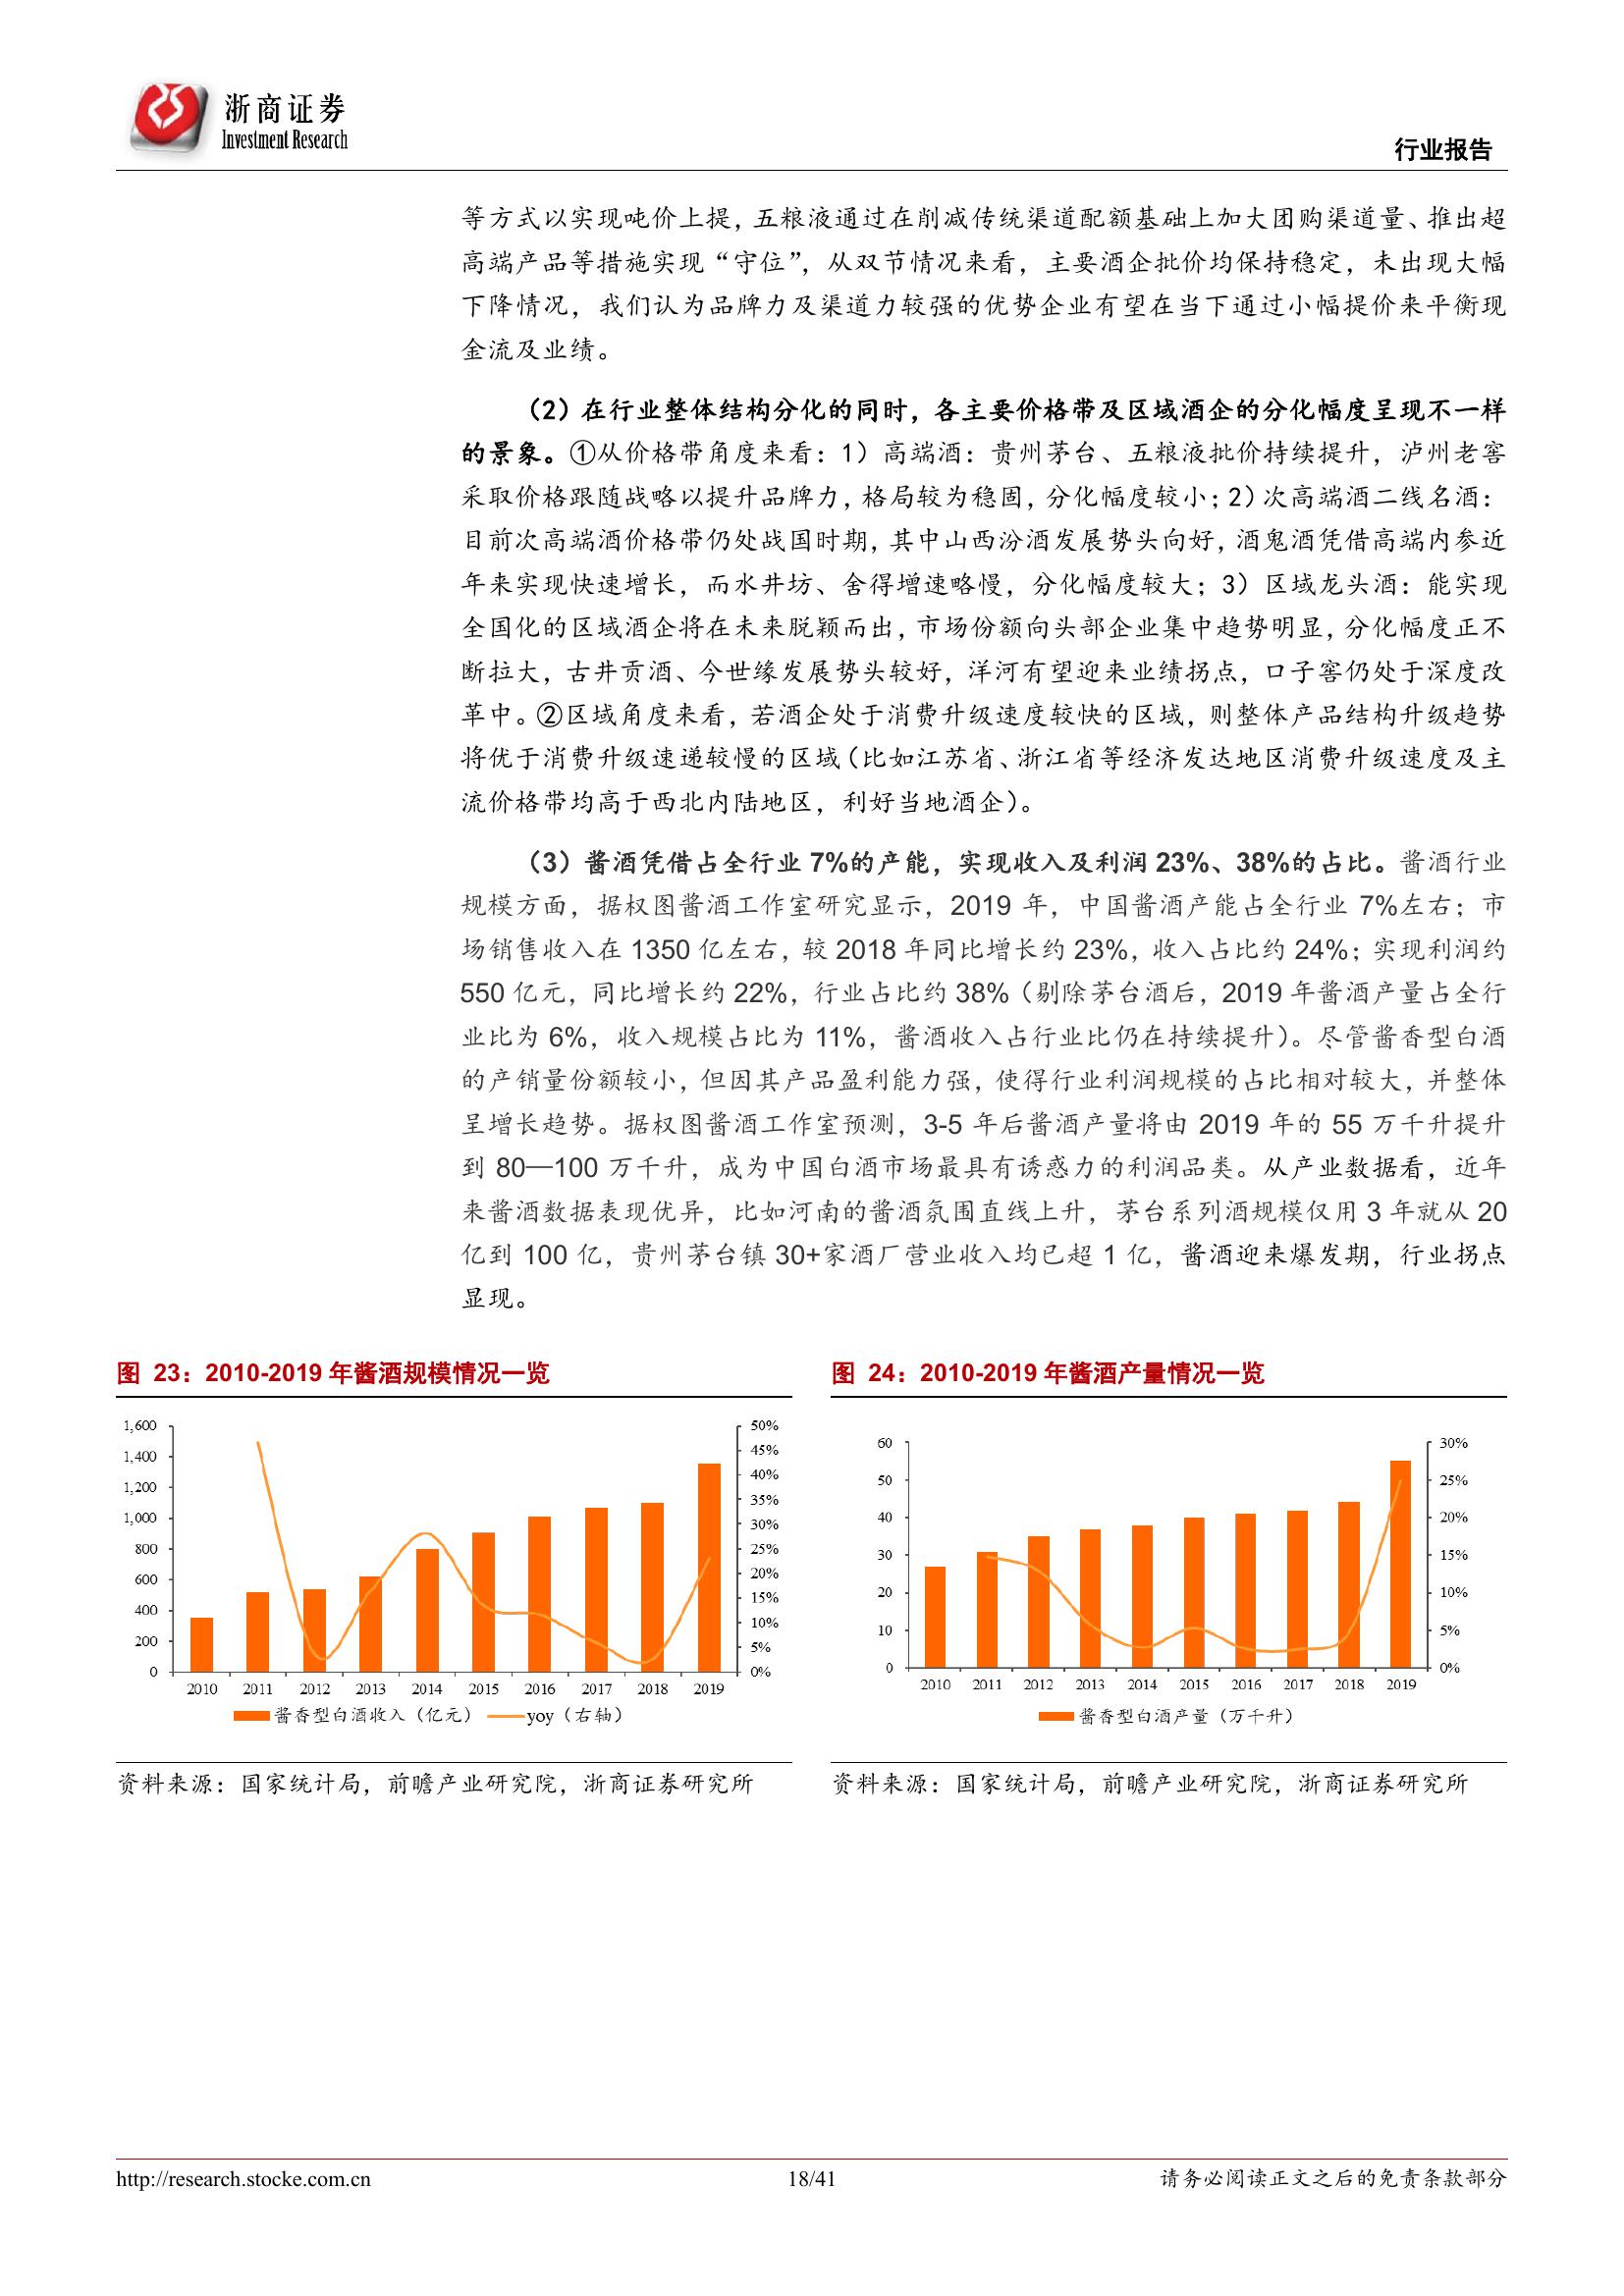 浙商证券
Investment Research
行业报告
等方式以实现吨价上提，五粮液通过在削减传统渠道配额基础上加大团购渠道量、推出超
高端产品等措施实现“守位”，从双节情况来看，主要酒企批价均保持稳定，未出现大幅
下降情况，我们认为品牌力及渠道力较强的优势企业有望在当下通过小幅提价来平衡现
金流及业绩。
（2）在行业整体结构分化的同时，各主要价格带及区域酒企的分化幅度呈现不一样
的景象。①从价格带角度来看：1）高端酒：贵州茅台、五粮液批价持续提升，泸州老窖
采取价格跟随战略以提升品牌力，格局较为稳固，分化幅度较小；2）次高端酒二线名酒：
目前次高端酒价格带仍处战国时期，其中山西汾酒发展势头向好，酒鬼酒凭借高端内参近
年来实现快速增长，而水井坊、舍得增速略慢，分化幅度较大；3）区域龙头酒：能实现
全国化的区域酒企将在未来脱颖而出，市场份额向头部企业集中趋势明显，分化幅度正不
断拉大，古井贡酒、今世缘发展势头较好，洋河有望迎来业绩拐点，口子窖仍处于深度改
革中。②区域角度来看，若酒企处于消费升级速度较快的区域，则整体产品结构升级趋势
将优于消费升级速递较慢的区域（比如江苏省、浙江省等经济发达地区消费升级速度及主
流价格带均高于西北内陆地区，利好当地酒企）。
（3）酱酒凭借占全行业 7%的产能，实现收入及利润 23%、38%的占比。酱酒行业
规模方面，据权图酱酒工作室研究显示，2019 年，中国酱酒产能占全行业 7%左右；市
场销售收入在 1350 亿左右，较 2018 年同比增长约 23%，收入占比约 24%；实现利润约
550 亿元，同比增长约 22%，行业占比约 38%（剔除茅台酒后，2019 年酱酒产量占全行
业比为 6%，收入规模占比为 11%，酱酒收入占行业比仍在持续提升）。尽管酱香型白酒
的产销量份额较小，但因其产品盈利能力强，使得行业利润规模的占比相对较大，并整体
呈增长趋势。据权图酱酒工作室预测，3-5 年后酱酒产量将由 2019 年的 55 万千升提升
到 80—100 万千升，成为中国白酒市场最具有诱惑力的利润品类。从产业数据看，近年
来酱酒数据表现优异，比如河南的酱酒氛围直线上升，茅台系列酒规模仅用 3 年就从 20
亿到 100 亿，贵州茅台镇 30+家酒厂营业收入均已超 1 亿，酱酒迎来爆发期，行业拐点
显现。
图 23：2010-2019 年酱酒规模情况一览
1,600
1,400
1,200
1,000
800
600
400
200
0
50%
45%
40%
35%
30%
25%
20%
15%
10%
5%
0%
2010 2011 2012 2013 2014 2015 2016 2017 2018 2019
酱香型白酒收入（亿元） yoy（右轴）
资料来源：国家统计局，前瞻产业研究院，浙商证券研究所
图 24：2010-2019 年酱酒产量情况一览
60
50
40
30
20
10
0
30%
25%
20%
15%
10%
5%
0%
2010 2011 2012 2013 2014 2015 2016 2017 2018 2019
酱香型白酒产量（万千升）
资料来源：国家统计局，前瞻产业研究院，浙商证券研究所
http://research.stocke.com.cn 18/41 请务必阅读正文之后的免责条款部分